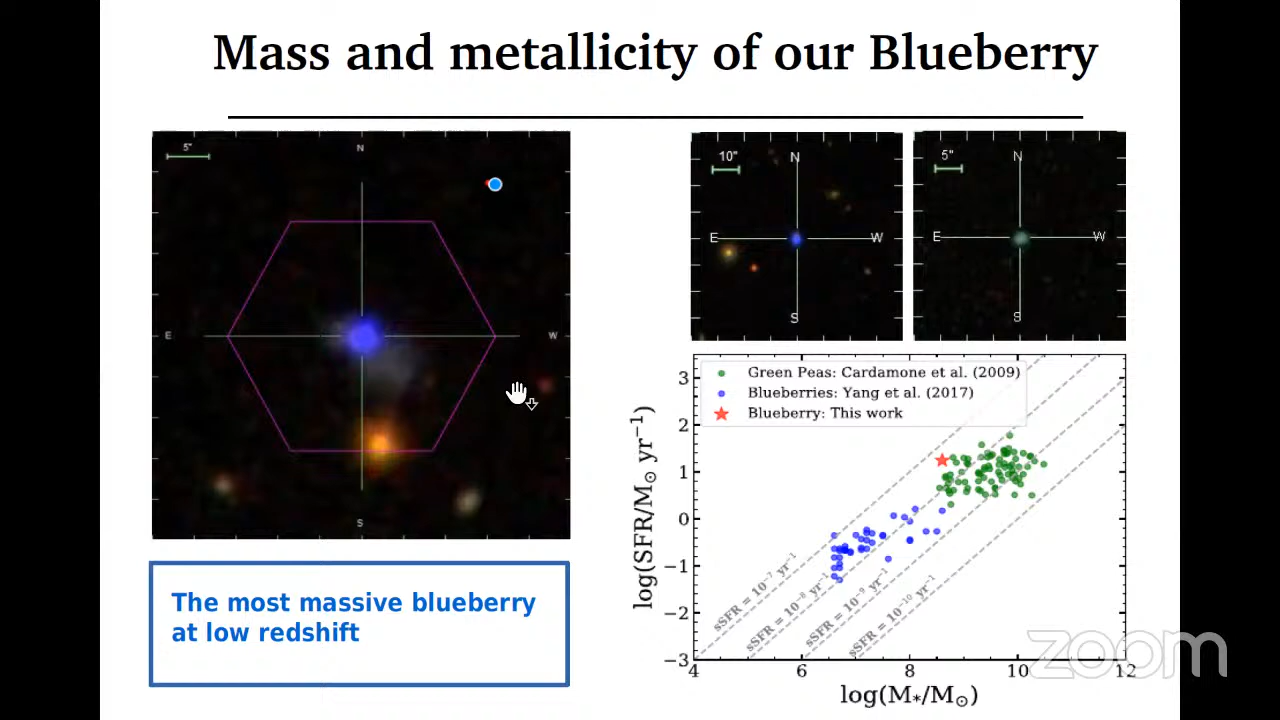 Mass and metallicity of our Blueberry
5"
N
E
W
S
10"
N
E
W
S
5"
N
E
W
S
The most massive blueberry
at low redshift
Green Peas: Cardamone et al. (2009)
Blueberries: Yang et al. (2017)
Blueberry: This work
log(SFR/M⊙ yr⁻¹)
3
2
1
0
−1
−2
−3
sSFR = 10⁻⁷ yr⁻¹
sSFR = 10⁻⁸ yr⁻¹
sSFR = 10⁻⁹ yr⁻¹
sSFR = 10⁻¹⁰ yr⁻¹
4 6 8 10 12
log(M*/M⊙)
zoom